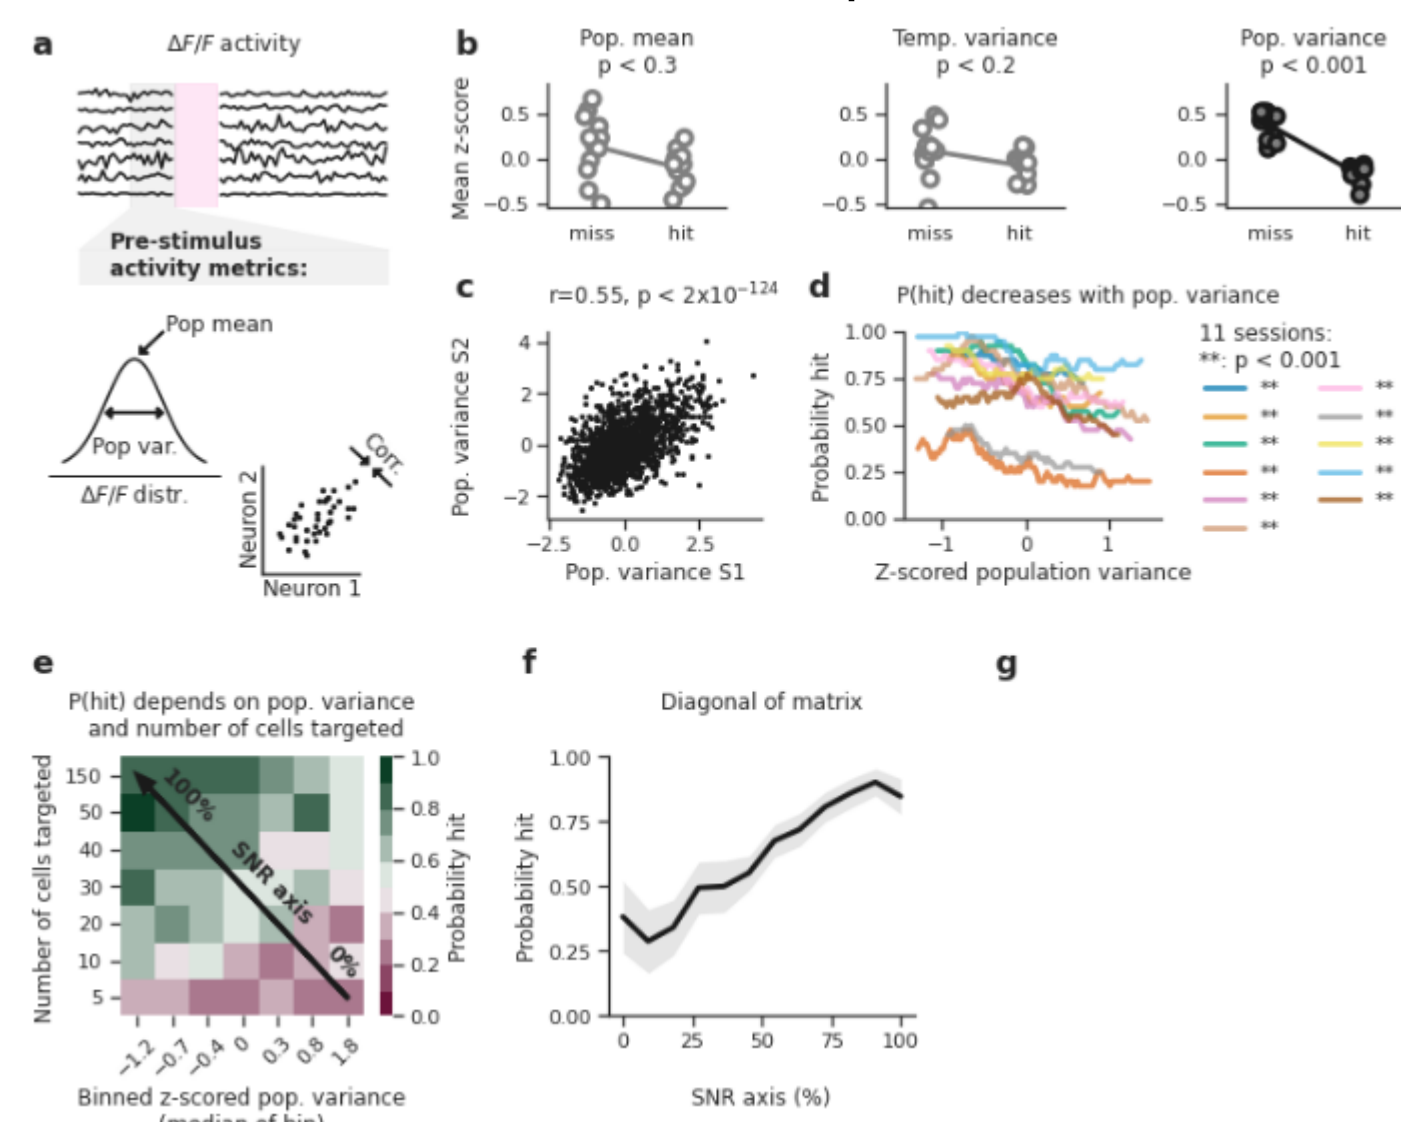 a
ΔF/F activity
Pre-stimulus
activity metrics:
Pop mean
Pop var.
ΔF/F distr.
Corr.
Neuron 2
Neuron 1
b
Pop. mean
p < 0.3
Temp. variance
p < 0.2
Pop. variance
p < 0.001
Mean z-score
0.5
0.0
−0.5
miss
hit
0.5
0.0
−0.5
miss
hit
0.5
0.0
−0.5
miss
hit
c
r=0.55, p < 2x10⁻¹²⁴
Pop. variance S2
4
2
0
−2
−2.5
0.0
2.5
Pop. variance S1
d
P(hit) decreases with pop. variance
Probability hit
1.00
0.75
0.50
0.25
0.00
−1
0
1
Z-scored population variance
11 sessions:
**: p < 0.001
** **
** **
** **
** **
** **
**
e
P(hit) depends on pop. variance
and number of cells targeted
Number of cells targeted
150
50
40
30
20
10
5
100%
SNR axis
0%
−1.2
−0.7
−0.4
0
0.3
0.8
1.8
Binned z-scored pop. variance
(median of bin)
1.0
0.8
0.6
0.4
0.2
0.0
Probability hit
f
Diagonal of matrix
Probability hit
1.00
0.75
0.50
0.25
0.00
0
25
50
75
100
SNR axis (%)
g